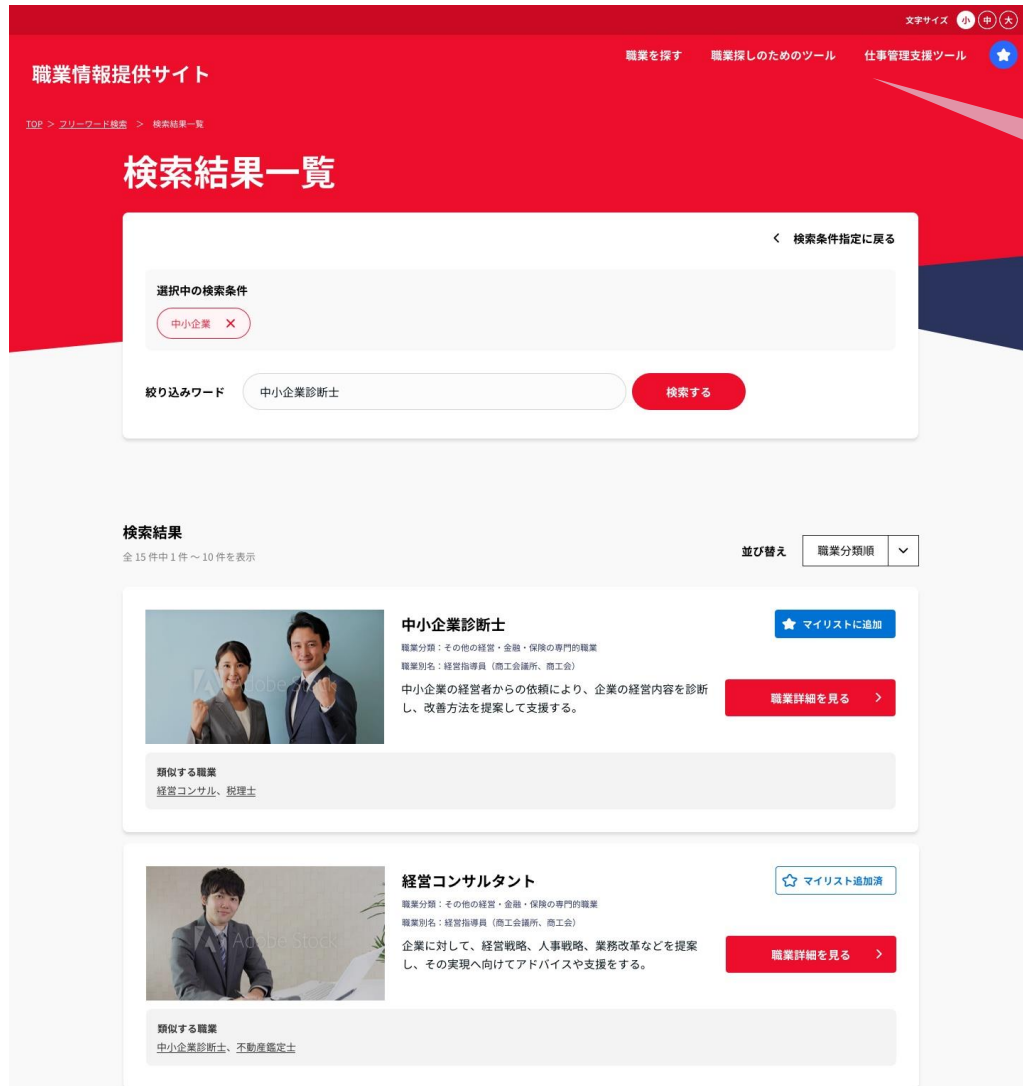 文字サイズ 小 中 大
職業を探す 職業探しのためのツール 仕事管理支援ツール
職業情報提供サイト
TOP > フリーワード検索 > 検索結果一覧
検索結果一覧
検索条件指定に戻る
選択中の検索条件
中小企業 ×
絞り込みワード 中小企業診断士 検索する
検索結果
全 15 件中 1 件 ～ 10 件を表示
並び替え 職業分類順
中小企業診断士
マイリストに追加
職業分類：その他の経営・金融・保険の専門的職業
職業別名：経営指導員（商工会議所、商工会）
中小企業の経営者からの依頼により、企業の経営内容を診断
し、改善方法を提案して支援する。
職業詳細を見る
Adobe Stock
類似する職業
経営コンサル、税理士
経営コンサルタント
マイリスト追加済
職業分類：その他の経営・金融・保険の専門的職業
職業別名：経営指導員（商工会議所、商工会）
企業に対して、経営戦略、人事戦略、業務改革などを提案
し、その実現へ向けてアドバイスや支援をする。
職業詳細を見る
Adobe Stock
類似する職業
中小企業診断士、不動産鑑定士